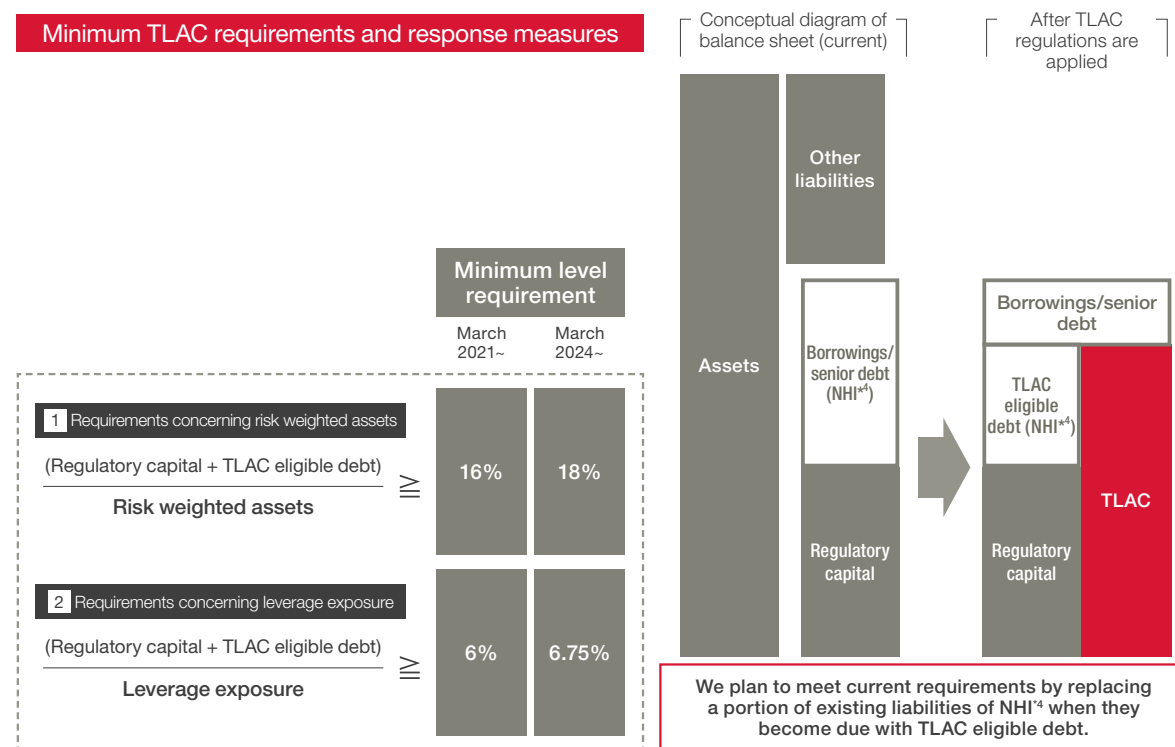 Minimum TLAC requirements and response measures
Minimum level
requirement
March
2021~
March
2024~
1 Requirements concerning risk weighted assets
(Regulatory capital + TLAC eligible debt)
Risk weighted assets
≧
16%
18%
2 Requirements concerning leverage exposure
(Regulatory capital + TLAC eligible debt)
Leverage exposure
≧
6%
6.75%
Conceptual diagram of
balance sheet (current)
Assets
Other
liabilities
Borrowings/
senior debt
(NHI*4)
Regulatory
capital
After TLAC
regulations are
applied
Borrowings/senior
debt
TLAC
eligible
debt (NHI*4)
Regulatory
capital
TLAC
We plan to meet current requirements by replacing
a portion of existing liabilities of NHI*4 when they
become due with TLAC eligible debt.